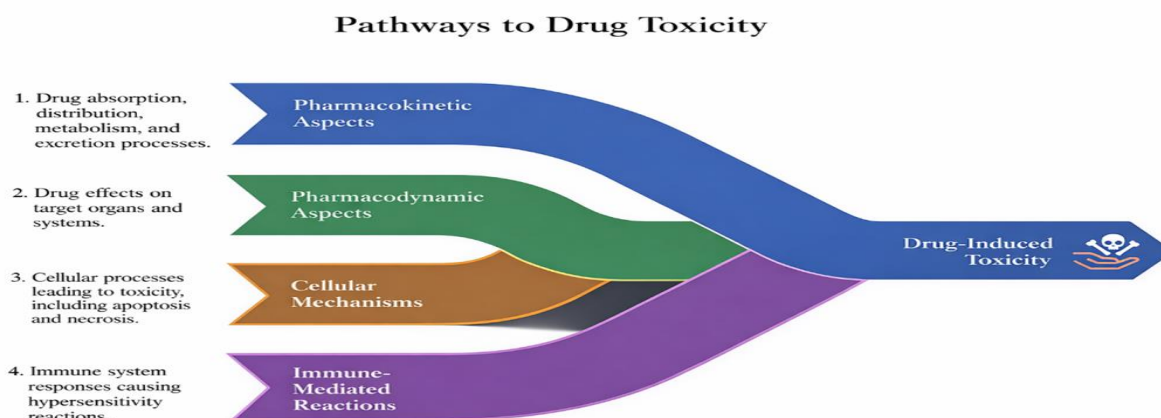 Pathways to Drug Toxicity
1. Drug absorption,
distribution,
metabolism, and
excretion processes.
Pharmacokinetic
Aspects
2. Drug effects on
target organs and
systems.
Pharmacodynamic
Aspects
3. Cellular processes
leading to toxicity,
including apoptosis
and necrosis.
Cellular
Mechanisms
4. Immune system
responses causing
hypersensitivity
reactions
Immune-
Mediated
Reactions
Drug-Induced
Toxicity